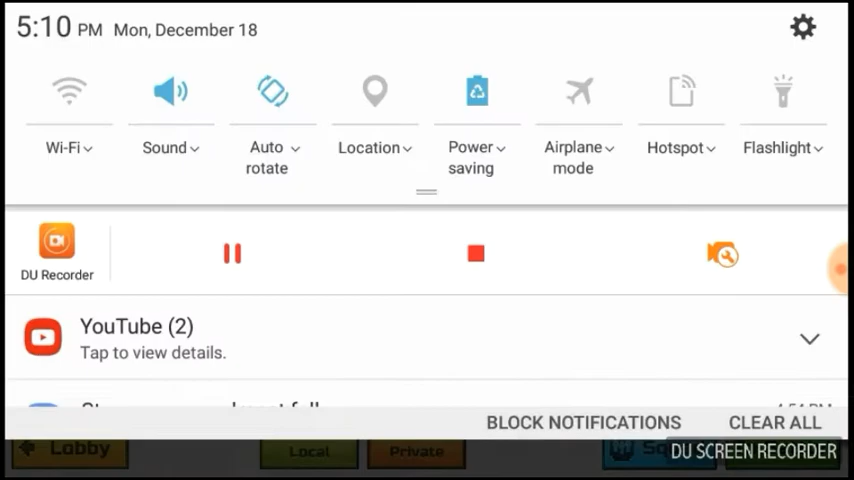 5:10 PM Mon, December 18
Wi-Fi Sound Auto rotate Location Power saving Airplane mode Hotspot Flashlight
DU Recorder
YouTube (2)
Tap to view details.
BLOCK NOTIFICATIONS CLEAR ALL
Lobby Local Private
DU SCREEN RECORDER